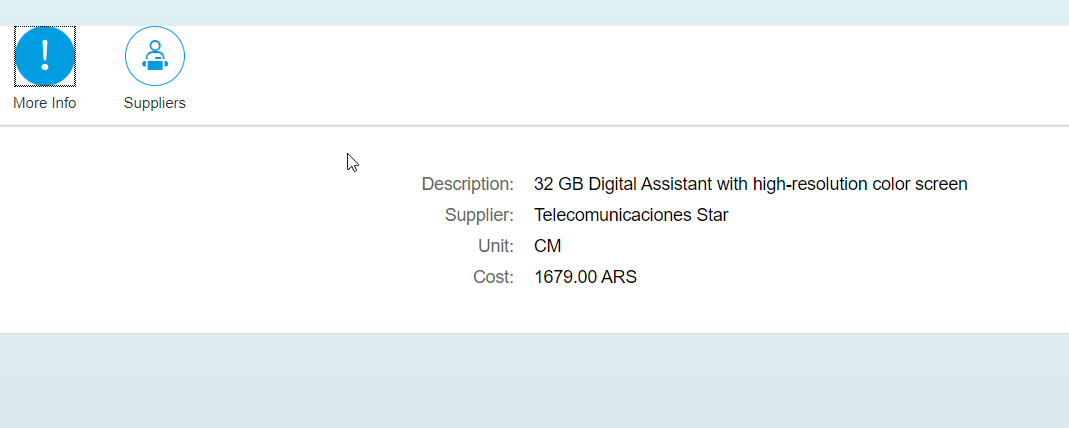 More Info Suppliers
Description: 32 GB Digital Assistant with high-resolution color screen
Supplier: Telecomunicaciones Star
Unit: CM
Cost: 1679.00 ARS